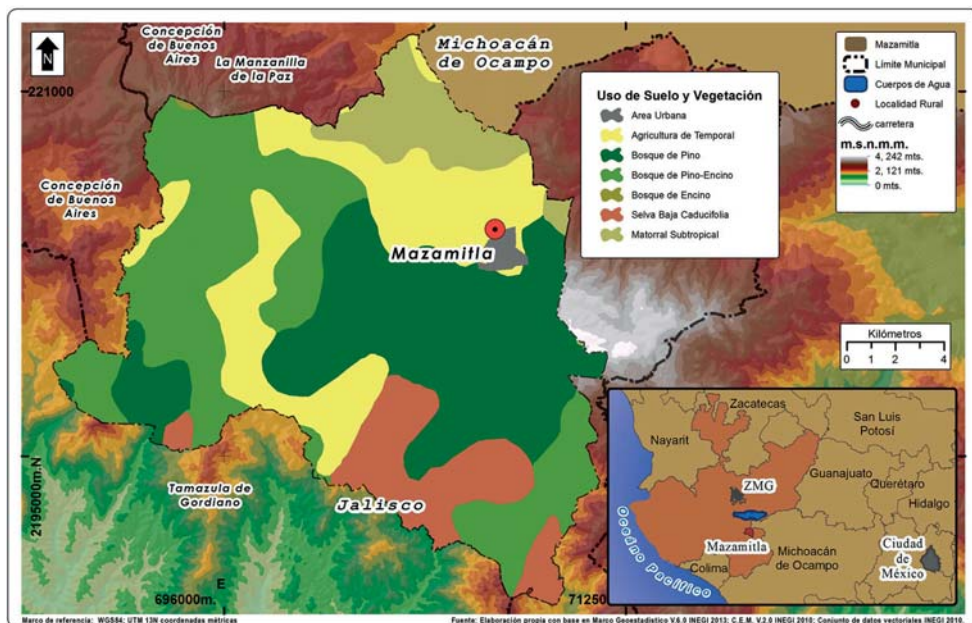 Concepción
de Buenos
Aires
La Manzanilla
de la Paz
Michoacán
de Ocampo
N
221000
Concepción
de Buenos
Aires
Mazamitla
Tamazula de
Gordiano
Jalisco
2195000m.N
E
696000m.
71250
Uso de Suelo y Vegetación
Area Urbana
Agricultura de Temporal
Bosque de Pino
Bosque de Pino-Encino
Bosque de Encino
Selva Baja Caducifolia
Matorral Subtropical
Mazamitla
Límite Municipal
Cuerpos de Agua
Localidad Rural
carretera
m.s.n.m.m.
4, 242 mts.
2, 121 mts.
0 mts.
Kilómetros
0 1 2 4
Zacatecas
San Luis
Potosí
Nayarit
Guanajuato
Querétaro
Hidalgo
ZMG
Mazamitla
Michoacán
de Ocampo
Colima
Ciudad
de
México
Oceáno Pacífico
Marco de referencia: WGS84; UTM 13N coordenadas métricas
Fuente: Elaboración propia con base en Marco Geoestadístico V.6.0 INEGI 2013; C.E.M. V.2.0 INEGI 2010; Conjunto de datos vectoriales INEGI 2010.